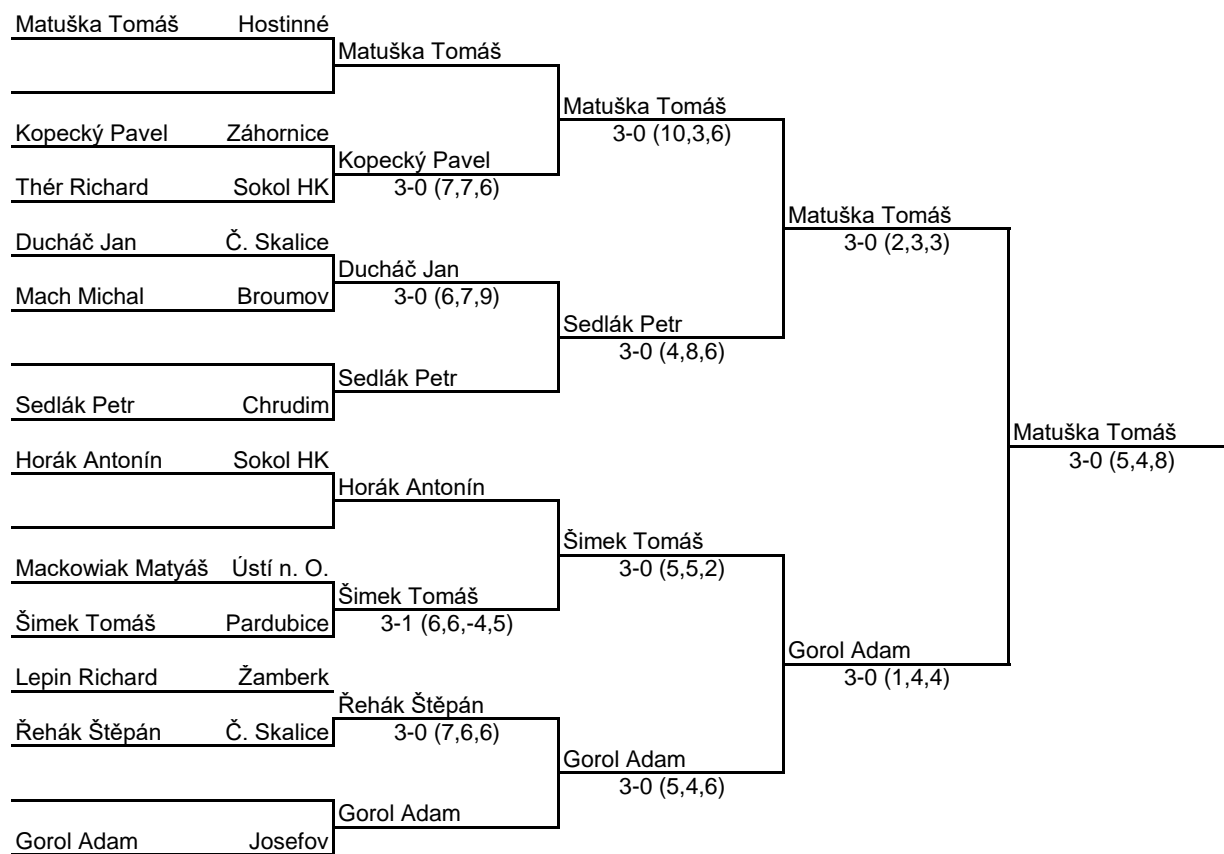 Matuška Tomáš Hostinné
Matuška Tomáš
Matuška Tomáš
Kopecký Pavel Záhornice
3-0 (10,3,6)
Kopecký Pavel
Thér Richard Sokol HK
3-0 (7,7,6)
Matuška Tomáš
Ducháč Jan Č. Skalice
3-0 (2,3,3)
Ducháč Jan
Mach Michal Broumov
3-0 (6,7,9)
Sedlák Petr
3-0 (4,8,6)
Sedlák Petr
Sedlák Petr Chrudim
Matuška Tomáš
Horák Antonín Sokol HK
3-0 (5,4,8)
Horák Antonín
Šimek Tomáš
Mackowiak Matyáš Ústí n. O.
3-0 (5,5,2)
Šimek Tomáš
Šimek Tomáš Pardubice
3-1 (6,6,-4,5)
Gorol Adam
Lepin Richard Žamberk
3-0 (1,4,4)
Řehák Štěpán
Řehák Štěpán Č. Skalice
3-0 (7,6,6)
Gorol Adam
3-0 (5,4,6)
Gorol Adam
Gorol Adam Josefov